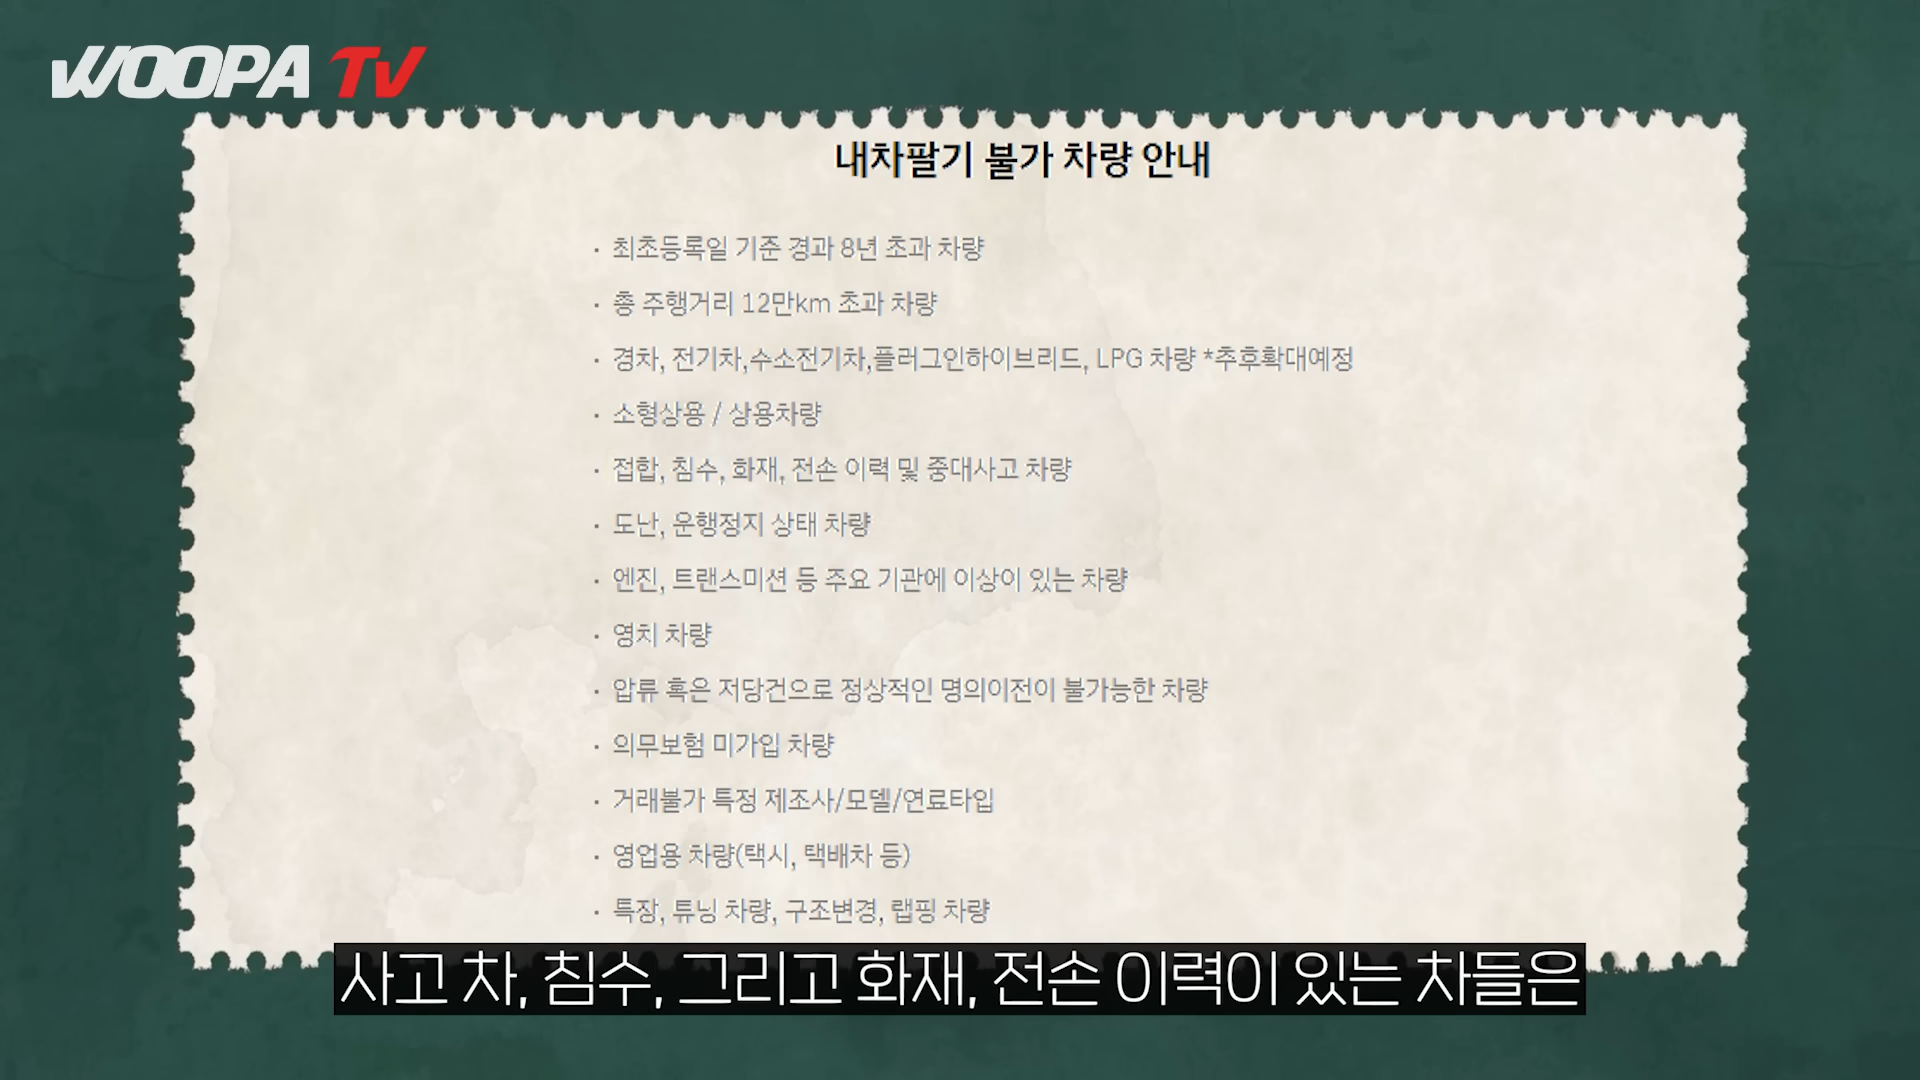 WOOPA TV
내차팔기 불가 차량 안내
· 최초등록일 기준 경과 8년 초과 차량
· 총 주행거리 12만km 초과 차량
· 경차, 전기차,수소전기차,플러그인하이브리드, LPG 차량 *추후확대예정
· 소형상용 / 상용차량
· 접합, 침수, 화재, 전손 이력 및 중대사고 차량
· 도난, 운행정지 상태 차량
· 엔진, 트랜스미션 등 주요 기관에 이상이 있는 차량
· 영치 차량
· 압류 혹은 저당건으로 정상적인 명의이전이 불가능한 차량
· 의무보험 미가입 차량
· 거래불가 특정 제조사/모델/연료타입
· 영업용 차량(택시, 택배차 등)
· 특장, 튜닝 차량, 구조변경, 랩핑 차량
사고 차, 침수, 그리고 화재, 전손 이력이 있는 차들은